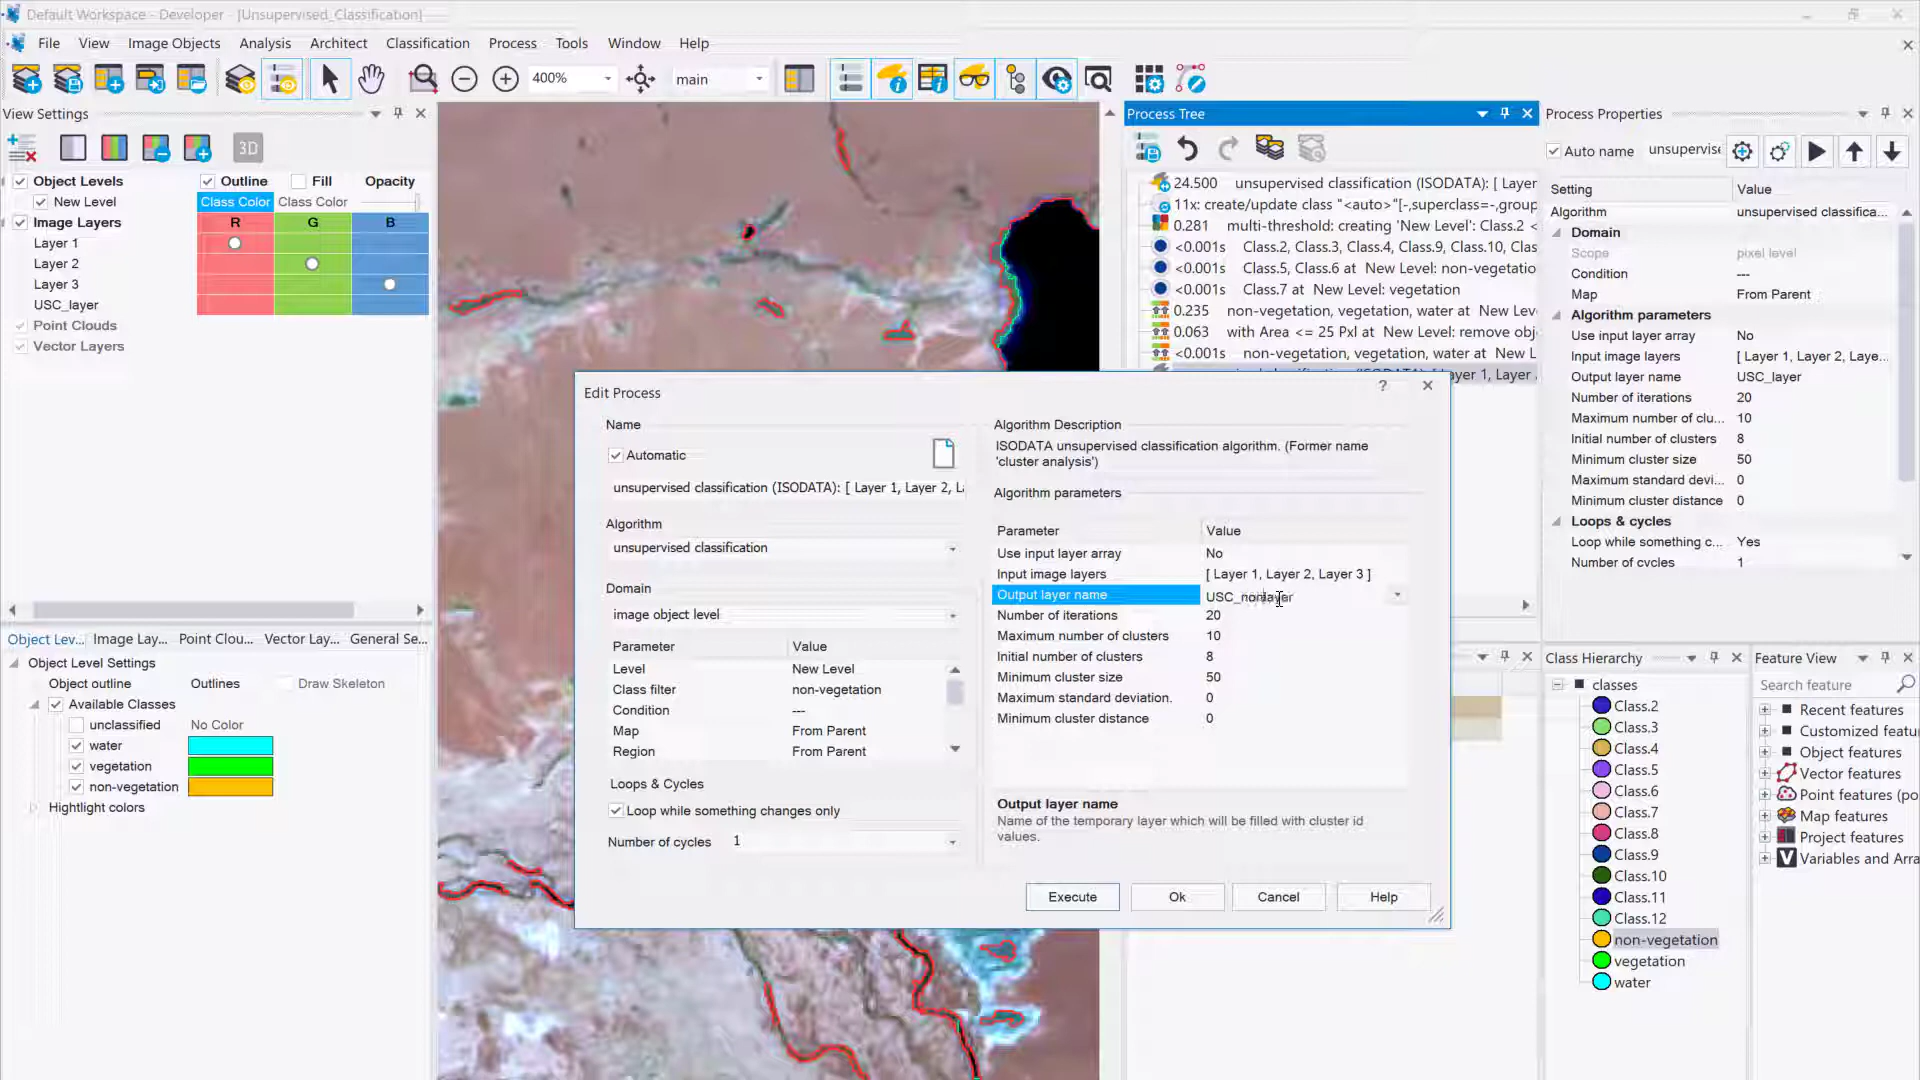 Default Workspace - Developer - [Unsupervised_Classification]
File View Image Objects Analysis Architect Classification Process Tools Window Help
400% main
View Settings
3D
Object Levels Outline Fill Opacity
New Level Class Color Class Color
Image Layers R G B
Layer 1
Layer 2
Layer 3
USC_layer
Point Clouds
Vector Layers
Object Lev... Image Lay... Point Clou... Vector Lay... General Se...
Object Level Settings
Object outline Outlines Draw Skeleton
Available Classes
unclassified No Color
water
vegetation
non-vegetation
Highlight colors
Process Tree
24.500 unsupervised classification (ISODATA): [ Layer
11x: create/update class "<auto>"[-,superclass=-,group
0.281 multi-threshold: creating 'New Level': Class.2 <
<0.001s Class.2, Class.3, Class.4, Class.9, Class.10, Clas
<0.001s Class.5, Class.6 at New Level: non-vegetation
<0.001s Class.7 at New Level: vegetation
0.235 non-vegetation, vegetation, water at New Lev
0.063 with Area <= 25 Pxl at New Level: remove obj
<0.001s non-vegetation, vegetation, water at New L
Process Properties
Auto name unsupervise
Setting Value
Algorithm unsupervised classifica...
Domain
Scope pixel level
Condition ---
Map From Parent
Algorithm parameters
Use input layer array No
Input image layers [ Layer 1, Layer 2, Laye...
Output layer name USC_layer
Number of iterations 20
Maximum number of clu... 10
Initial number of clusters 8
Minimum cluster size 50
Maximum standard devi... 0
Minimum cluster distance 0
Loops & cycles
Loop while something c... Yes
Number of cycles 1
Edit Process
?
Name
Automatic
unsupervised classification (ISODATA): [ Layer 1, Layer 2, La
Algorithm
unsupervised classification
Domain
image object level
Parameter Value
Level New Level
Class filter non-vegetation
Condition ---
Map From Parent
Region From Parent
Loops & Cycles
Loop while something changes only
Number of cycles 1
Algorithm Description
ISODATA unsupervised classification algorithm. (Former name
'cluster analysis')
Algorithm parameters
Parameter Value
Use input layer array No
Input image layers [ Layer 1, Layer 2, Layer 3 ]
Output layer name
Number of iterations 20
Maximum number of clusters 10
Initial number of clusters 8
Minimum cluster size 50
Maximum standard deviation. 0
Minimum cluster distance 0
Output layer name
Name of the temporary layer which will be filled with cluster id
values.
Execute Ok Cancel Help
Class Hierarchy
classes
Class.2
Class.3
Class.4
Class.5
Class.6
Class.7
Class.8
Class.9
Class.10
Class.11
Class.12
non-vegetation
vegetation
water
Feature View
Search feature
Recent features
Customized featu
Object features
Vector features
Point features (po
Map features
Project features
Variables and Arra